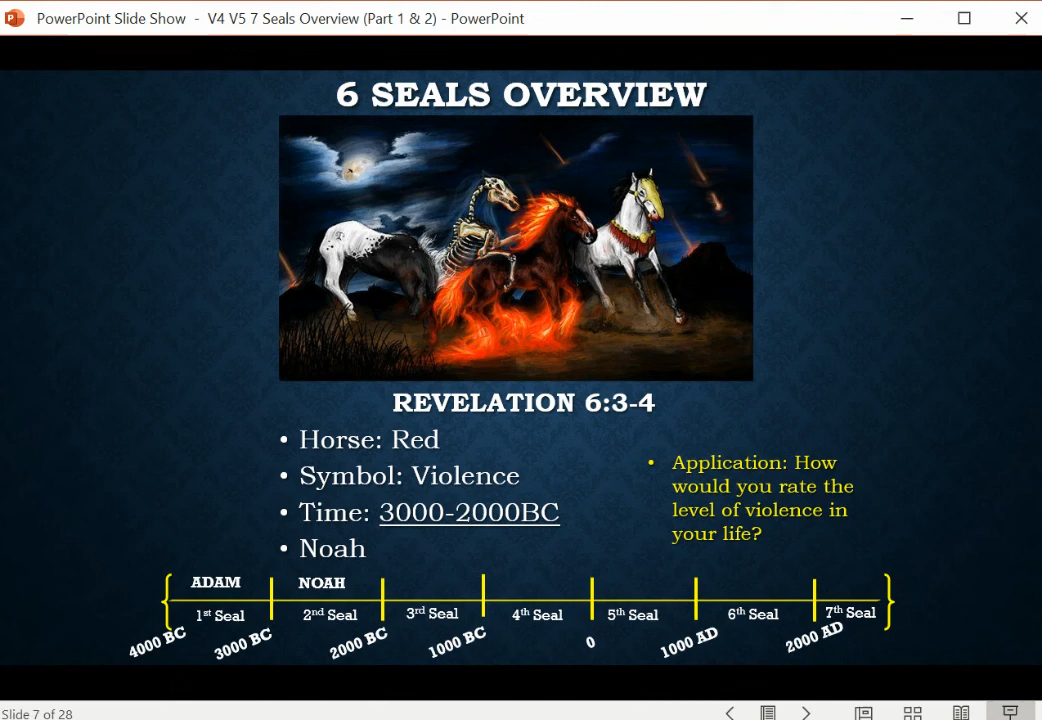 PowerPoint Slide Show - V4 V5 7 Seals Overview (Part 1 & 2) - PowerPoint
6 SEALS OVERVIEW
REVELATION 6:3-4
• Horse: Red
• Symbol: Violence
• Time: 3000-2000BC
• Noah
• Application: How
would you rate the
level of violence in
your life?
ADAM NOAH
1st Seal 2nd Seal 3rd Seal 4th Seal 5th Seal 6th Seal 7th Seal
4000 BC 3000 BC 2000 BC 1000 BC 0 1000 AD 2000 AD
Slide 7 of 28